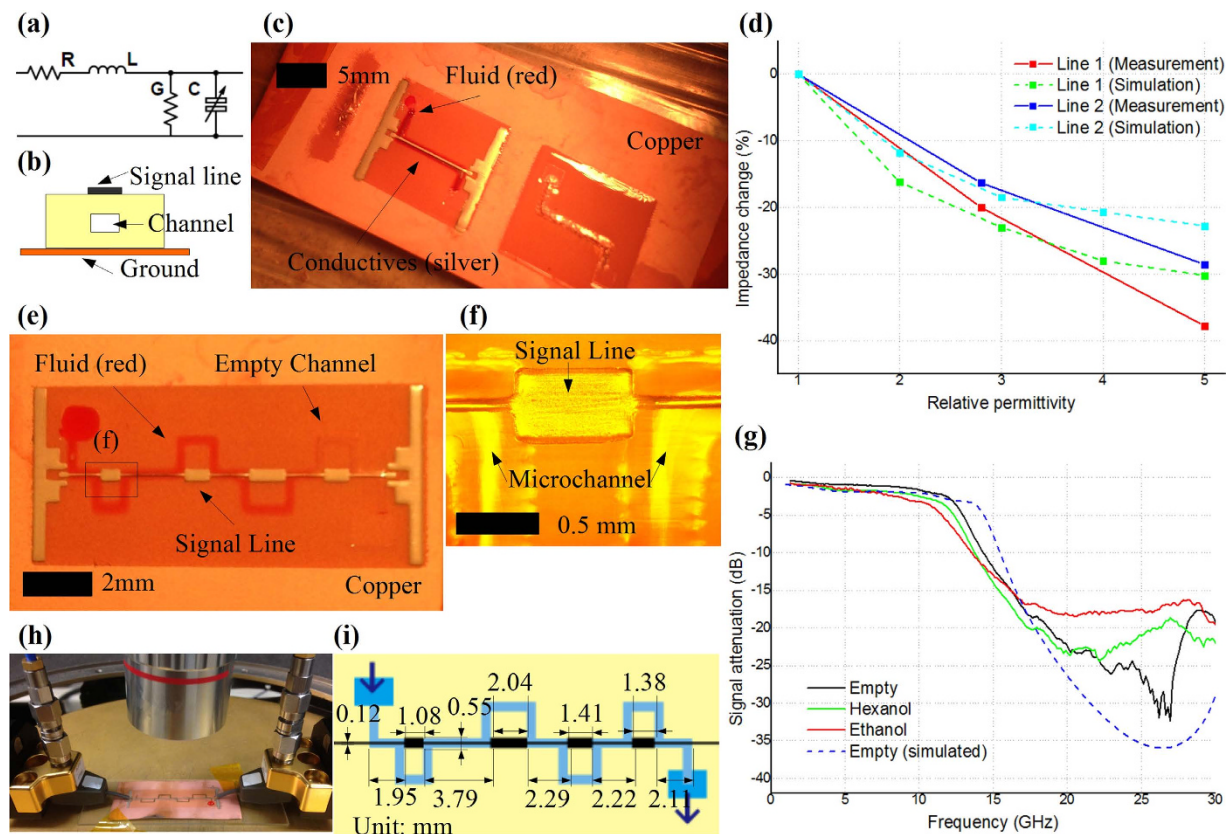 (a)
R
L
G
C
(b)
Signal line
Channel
Ground
(c)
5mm
Fluid (red)
Copper
Conductives (silver)
(d)
Line 1 (Measurement)
Line 1 (Simulation)
Line 2 (Measurement)
Line 2 (Simulation)
Impedance change (%)
0
-10
-20
-30
-40
1
2
3
4
5
Relative permittivity
(e)
Fluid (red)
Empty Channel
(f)
Signal Line
2mm
Copper
(f)
Signal Line
Microchannel
0.5 mm
(g)
Signal attenuation (dB)
0
-5
-10
-15
-20
-25
-30
-35
-40
Empty
Hexanol
Ethanol
Empty (simulated)
0
5
10
15
20
25
30
Frequency (GHz)
(h)
(i)
2.04
1.38
0.12
1.08
0.55
1.41
1.95
3.79
2.29
2.22
2.11
Unit: mm